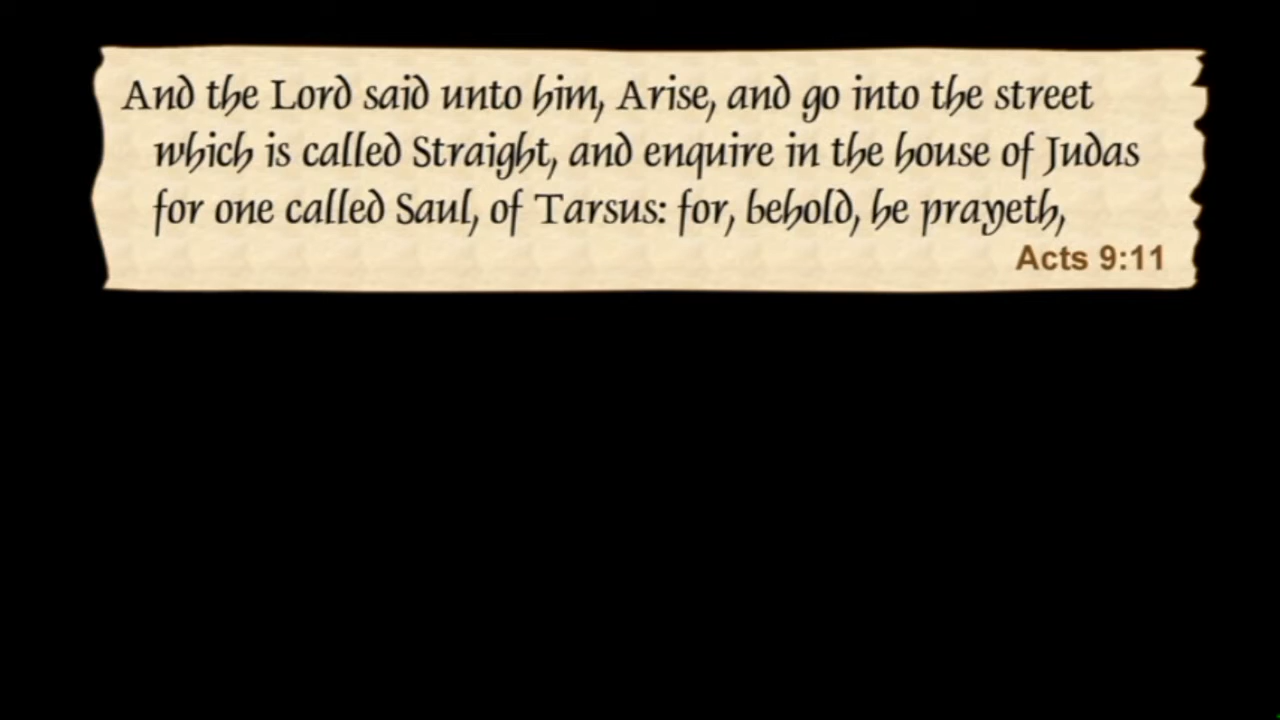 And the Lord said unto him, Arise, and go into the street
which is called Straight, and enquire in the house of Judas
for one called Saul, of Tarsus: for, behold, he prayeth,
Acts 9:11